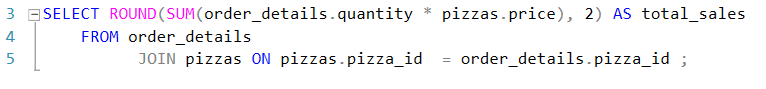 3 SELECT ROUND(SUM(order_details.quantity * pizzas.price), 2) AS total_sales
4 FROM order_details
5 JOIN pizzas ON pizzas.pizza_id  = order_details.pizza_id ;